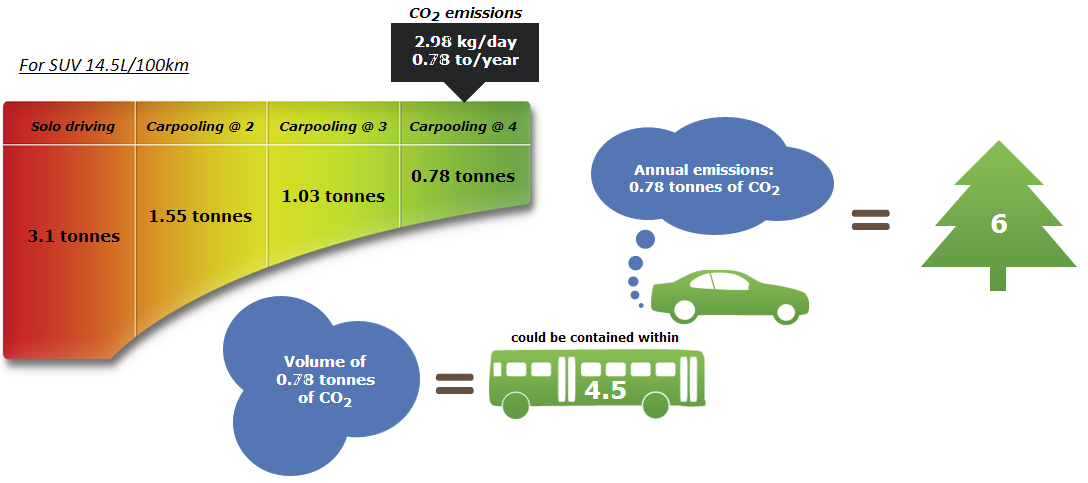 CO2 emissions
2.98 kg/day
0.78 to/year
For SUV 14.5L/100km
Solo driving
Carpooling @ 2
Carpooling @ 3
Carpooling @ 4
3.1 tonnes
1.55 tonnes
1.03 tonnes
0.78 tonnes
Annual emissions:
0.78 tonnes of CO2
6
Volume of
0.78 tonnes
of CO2
could be contained within
4.5